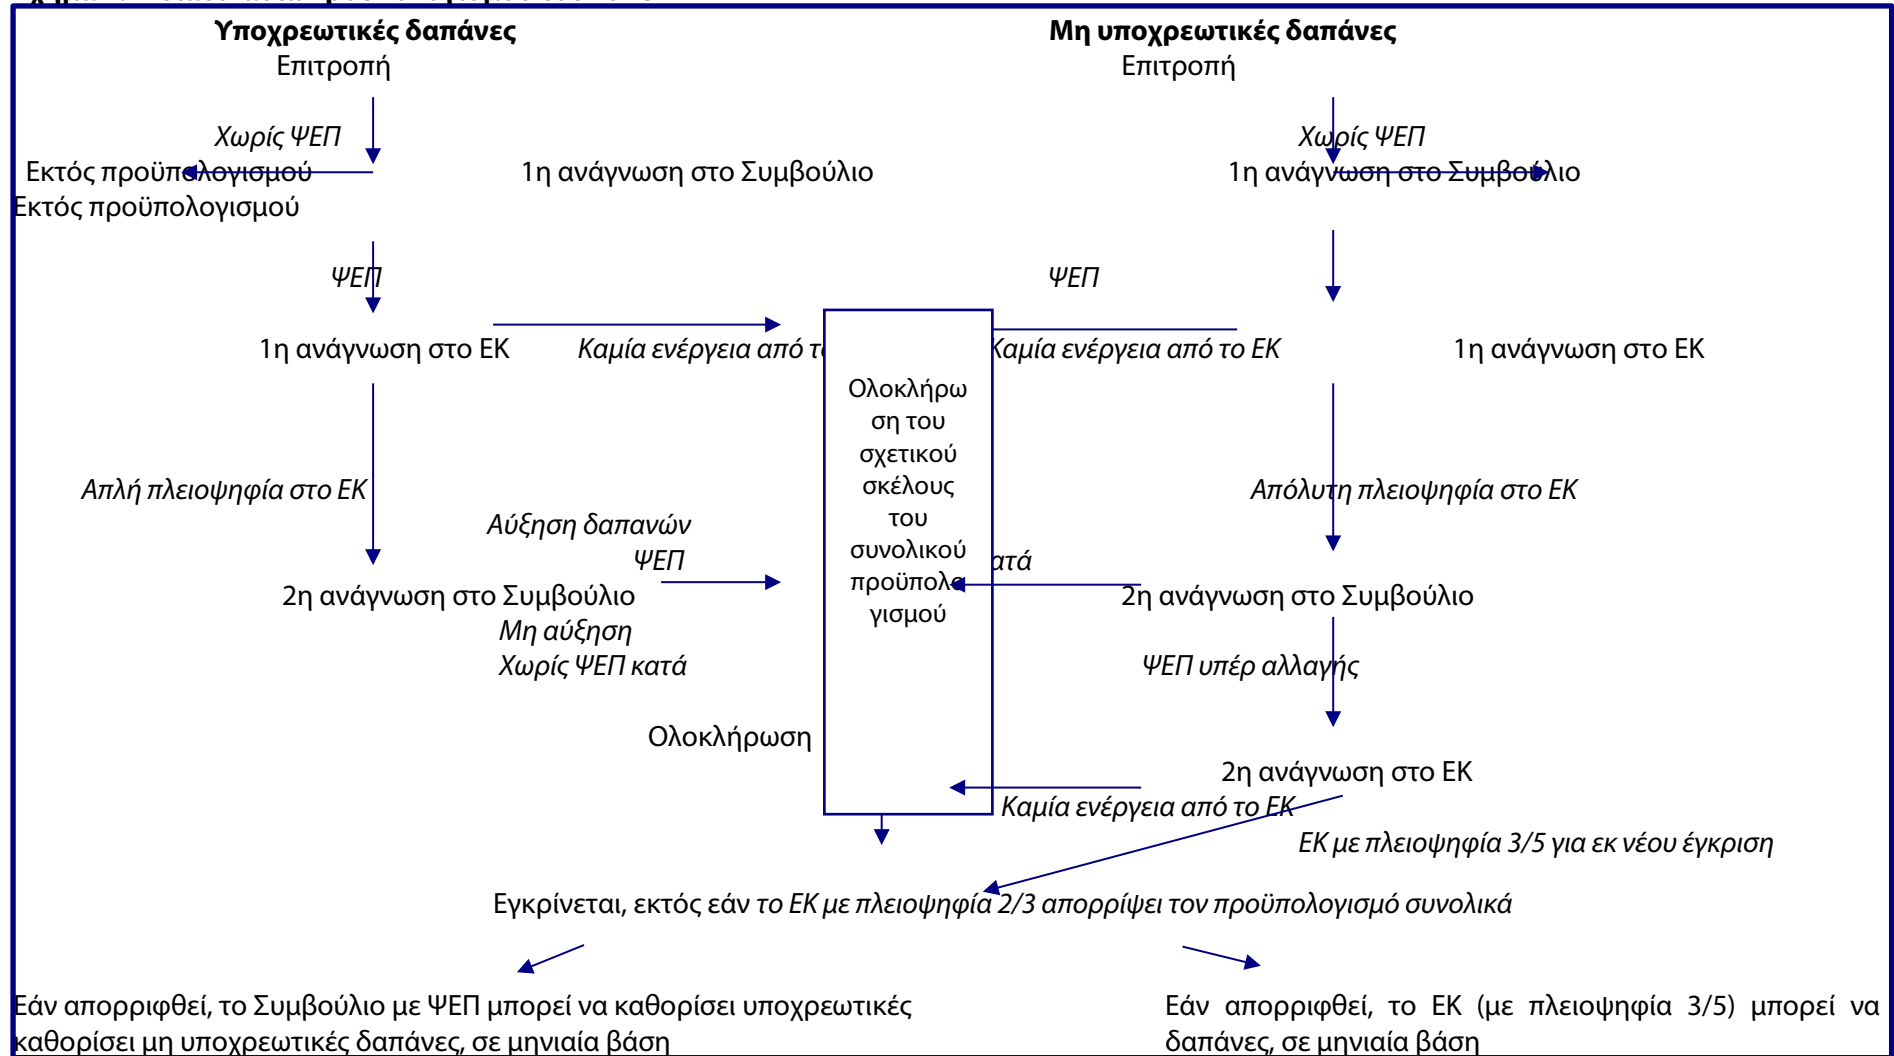 Υποχρεωτικές δαπάνες Μη υποχρεωτικές δαπάνες
Επιτροπή Επιτροπή
Χωρίς ΨΕΠ Χωρίς ΨΕΠ
Εκτός προϋπολογισμού 1η ανάγνωση στο Συμβούλιο 1η ανάγνωση στο Συμβούλιο
Εκτός προϋπολογισμού
ΨΕΠ ΨΕΠ
1η ανάγνωση στο ΕΚ Καμία ενέργεια από Καμία ενέργεια από το ΕΚ 1η ανάγνωση στο ΕΚ
Ολοκλήρω
ση του
σχετικού
σκέλους
του
συνολικού
προϋπολο
γισμού
Απλή πλειοψηφία στο ΕΚ Απόλυτη πλειοψηφία στο ΕΚ
Αύξηση δαπανών
ΨΕΠ ατά
2η ανάγνωση στο Συμβούλιο 2η ανάγνωση στο Συμβούλιο
Μη αύξηση
Χωρίς ΨΕΠ κατά ΨΕΠ υπέρ αλλαγής
Ολοκλήρωση
2η ανάγνωση στο ΕΚ
Καμία ενέργεια από το ΕΚ
ΕΚ με πλειοψηφία 3/5 για εκ νέου έγκριση
Εγκρίνεται, εκτός εάν το ΕΚ με πλειοψηφία 2/3 απορρίψει τον προϋπολογισμό συνολικά
Εάν απορριφθεί, το Συμβούλιο με ΨΕΠ μπορεί να καθορίσει υποχρεωτικές Εάν απορριφθεί, το ΕΚ (με πλειοψηφία 3/5) μπορεί να
καθορίσει μη υποχρεωτικές δαπάνες, σε μηνιαία βάση δαπάνες, σε μηνιαία βάση